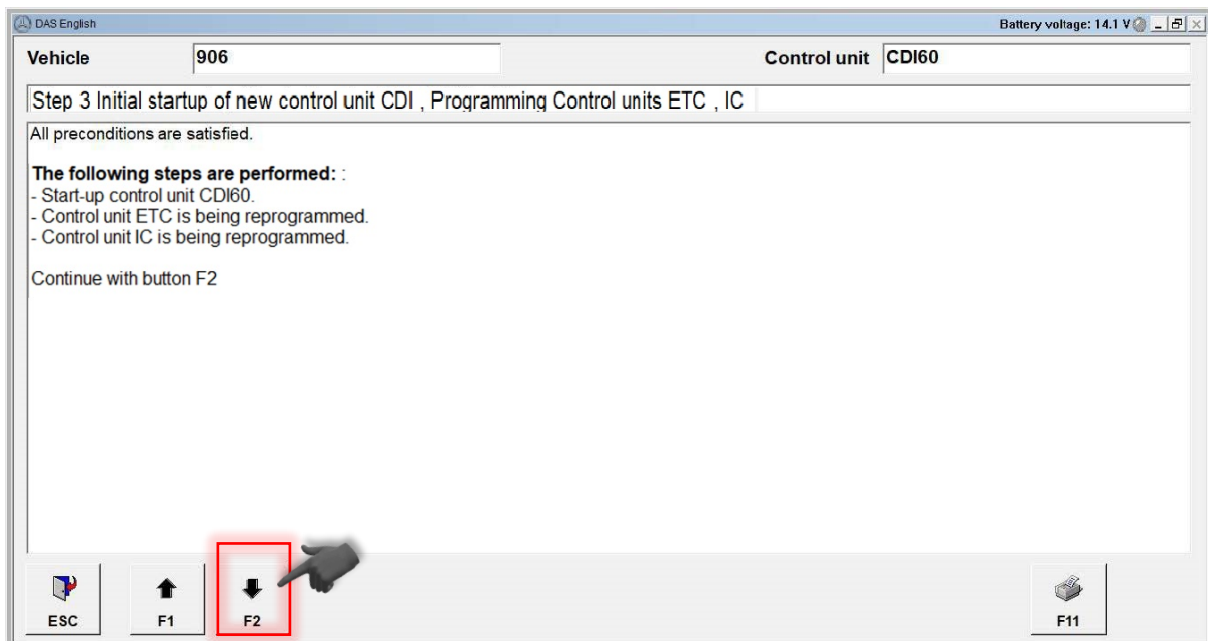 DAS English
Battery voltage: 14.1 V
Vehicle 906 Control unit CDI60
Step 3 Initial startup of new control unit CDI , Programming Control units ETC , IC
All preconditions are satisfied.
The following steps are performed: :
- Start-up control unit CDI60.
- Control unit ETC is being reprogrammed.
- Control unit IC is being reprogrammed.
Continue with button F2
ESC F1 F2 F11